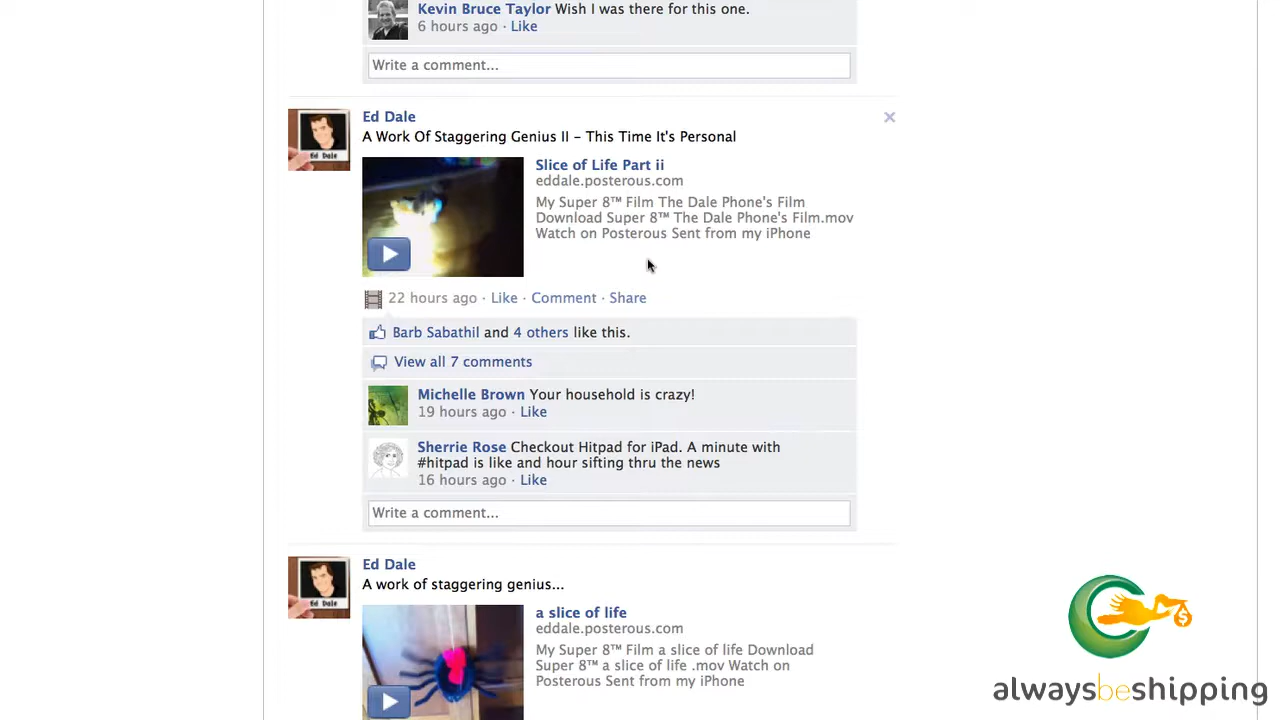 Kevin Bruce Taylor Wish I was there for this one.
6 hours ago · Like
Write a comment...
Ed Dale
A Work Of Staggering Genius II – This Time It's Personal
Slice of Life Part ii
eddale.posterous.com
My Super 8™ Film The Dale Phone's Film
Download Super 8™ The Dale Phone's Film.mov
Watch on Posterous Sent from my iPhone
22 hours ago · Like · Comment · Share
Barb Sabathil and 4 others like this.
View all 7 comments
Michelle Brown Your household is crazy!
19 hours ago · Like
Sherrie Rose Checkout Hitpad for iPad. A minute with
#hitpad is like and hour sifting thru the news
16 hours ago · Like
Write a comment...
Ed Dale
Ed Dale
A work of staggering genius...
a slice of life
eddale.posterous.com
My Super 8™ Film a slice of life Download
Super 8™ a slice of life .mov Watch on
Posterous Sent from my iPhone
Ed Dale
$
alwaysbeshipping